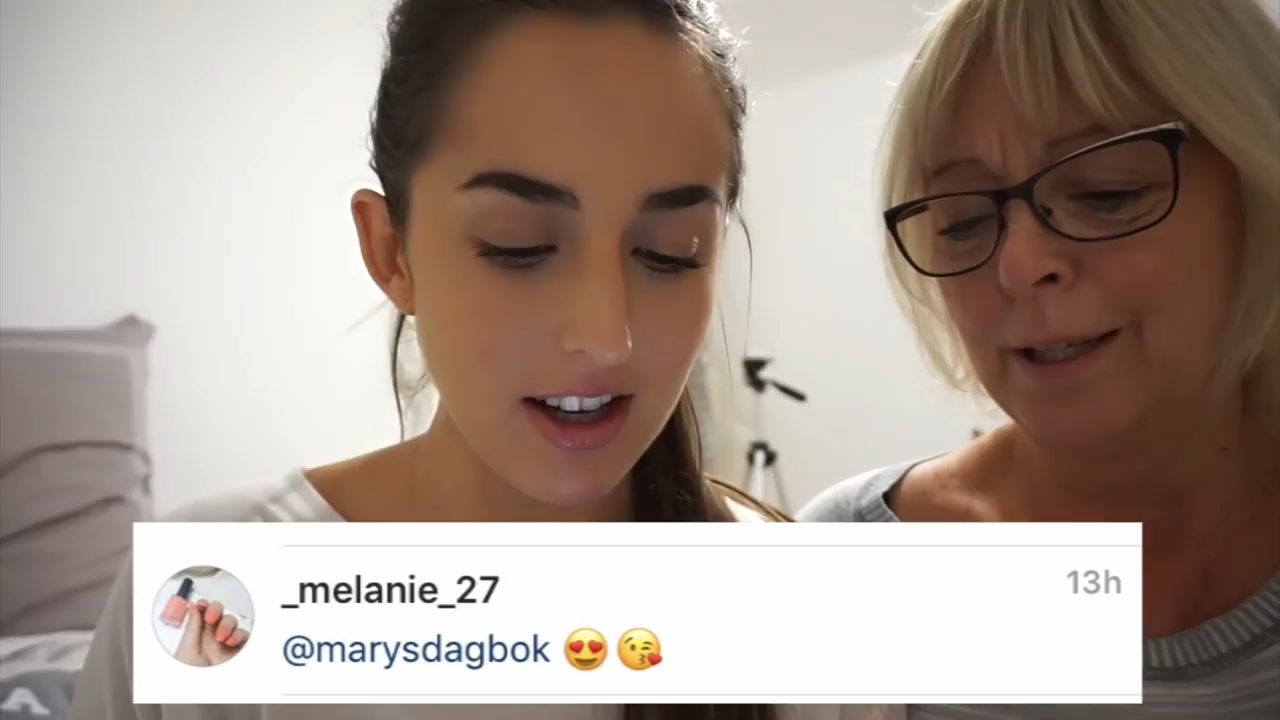 _melanie_27 13h
@marysdagbok 😍 😘
A